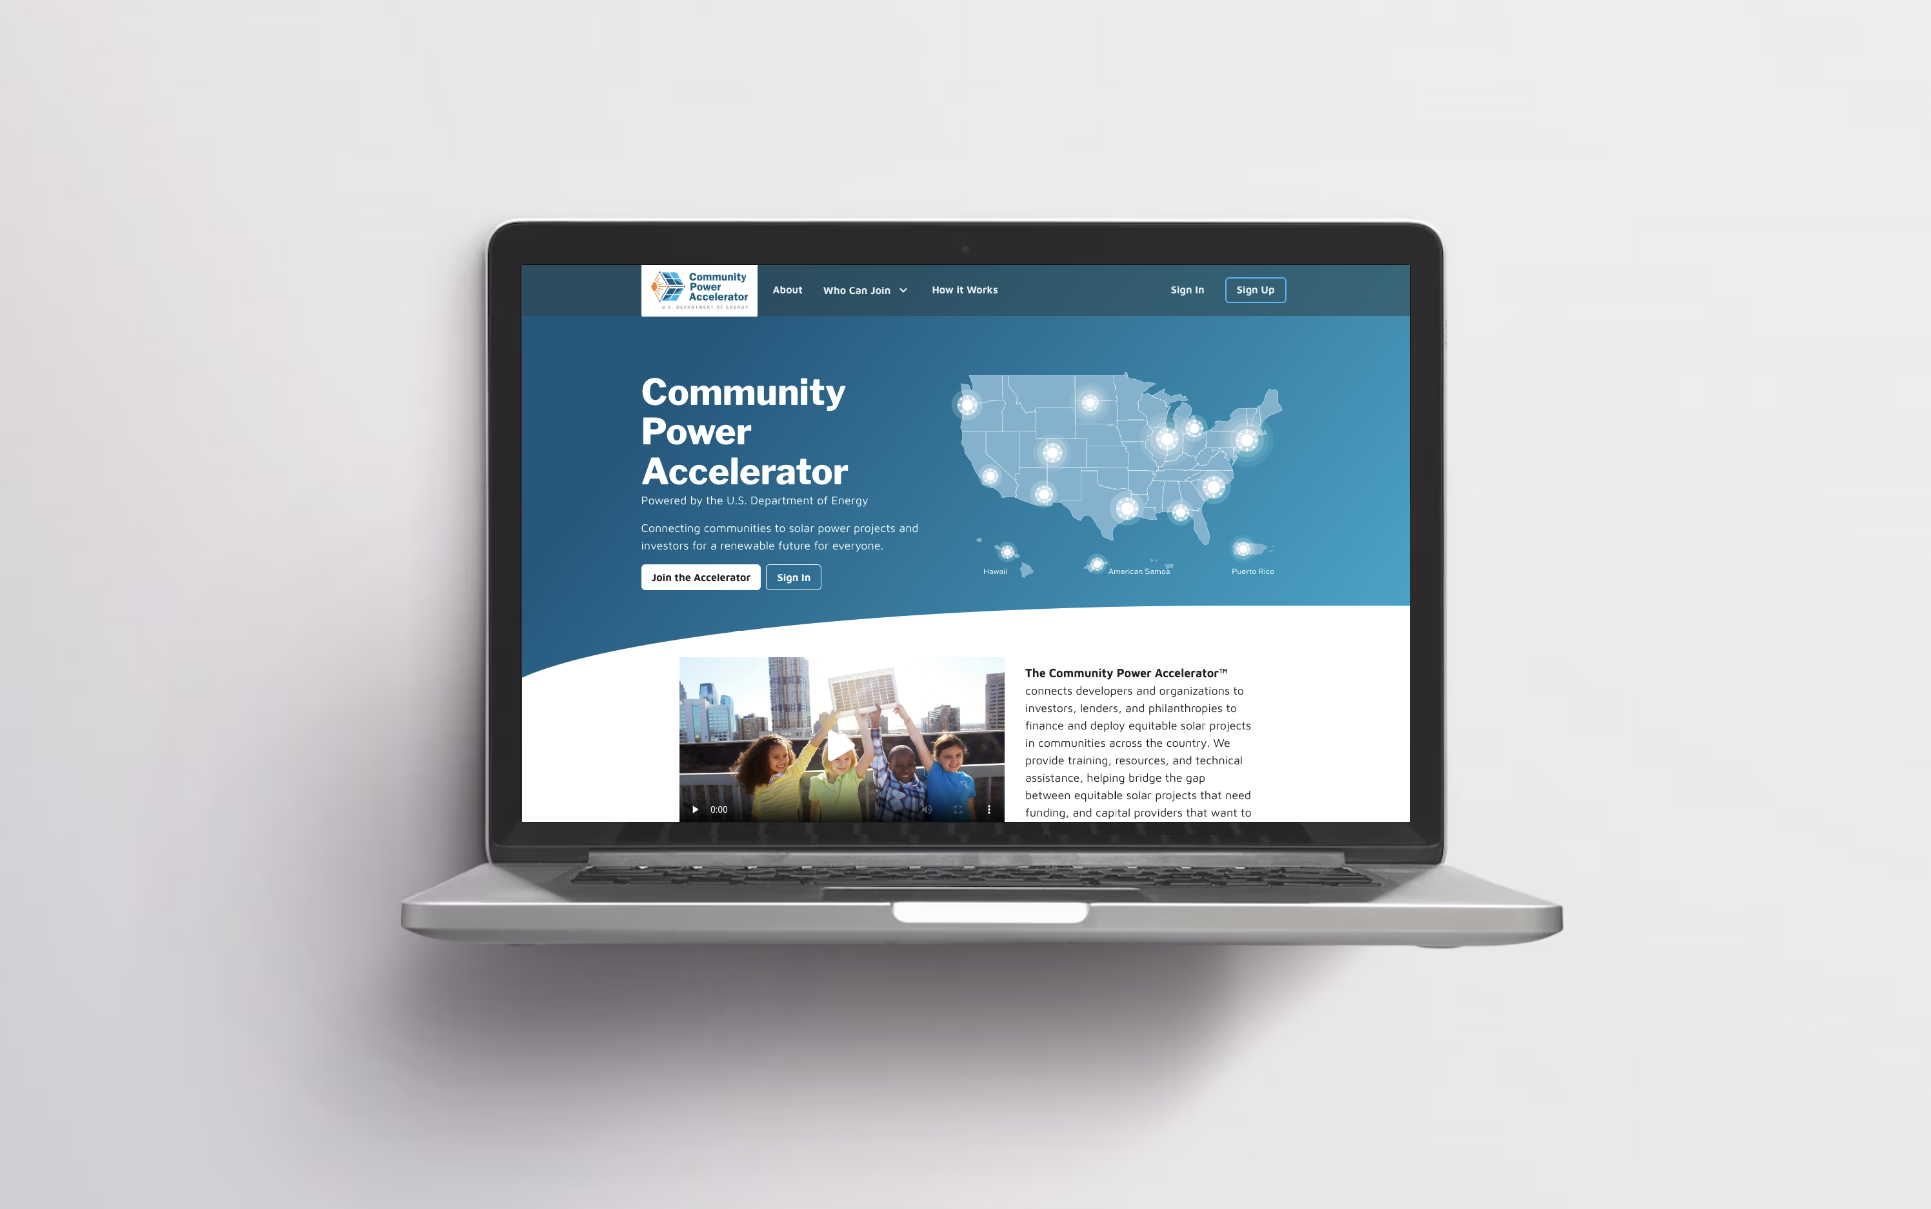 Community
Power
Accelerator
U.S. DEPARTMENT OF ENERGY
About
Who Can Join
How it Works
Sign In
Sign Up
Community
Power
Accelerator
Powered by the U.S. Department of Energy
Connecting communities to solar power projects and
investors for a renewable future for everyone.
Join the Accelerator
Sign In
Hawaii
American Samoa
Puerto Rico
0:00
The Community Power Accelerator™
connects developers and organizations to
investors, lenders, and philanthropies to
finance and deploy equitable solar projects
in communities across the country. We
provide training, resources, and technical
assistance, helping bridge the gap
between equitable solar projects that need
funding, and capital providers that want to